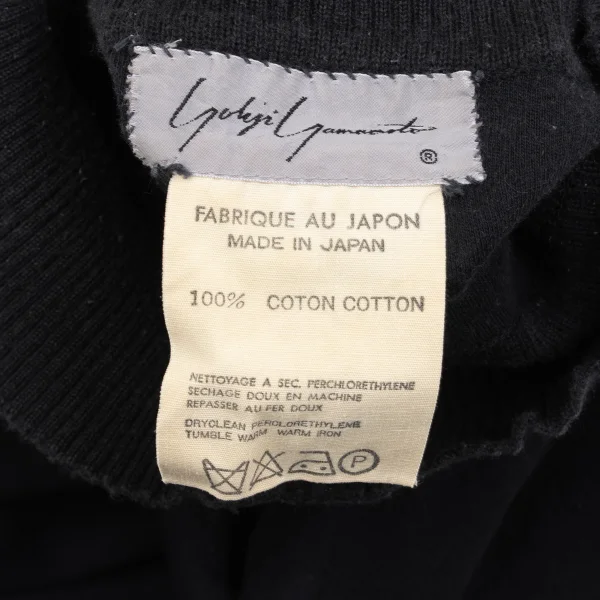 Yohji Yamamoto
®
FABRIQUE AU JAPON
MADE IN JAPAN
100% COTON COTTON
NETTOYAGE A SEC. PERCHLORETHYLENE
SECHAGE DOUX EN MACHINE
REPASSER AU FER DOUX
DRYCLEAN PERCLORETHYLENE
TUMBLE WARM WARM IRON
P